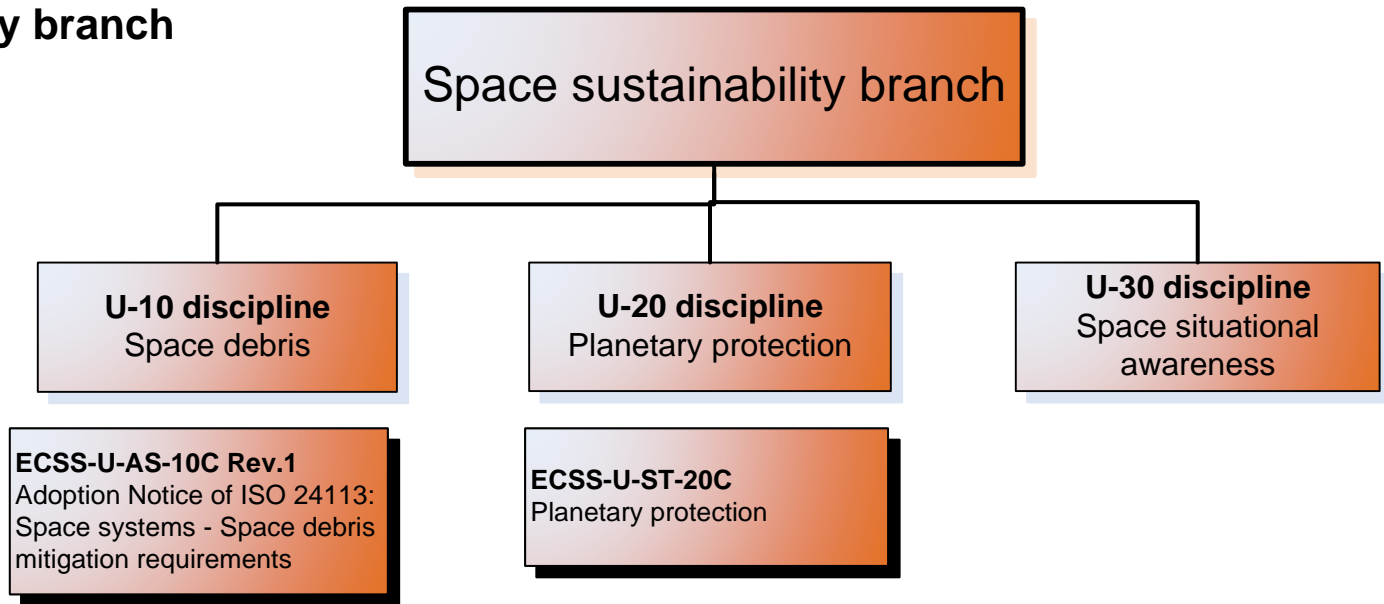 y branch
Space sustainability branch
U-10 discipline
Space debris
U-20 discipline
Planetary protection
U-30 discipline
Space situational
awareness
ECSS-U-AS-10C Rev.1
Adoption Notice of ISO 24113:
Space systems - Space debris
mitigation requirements
ECSS-U-ST-20C
Planetary protection